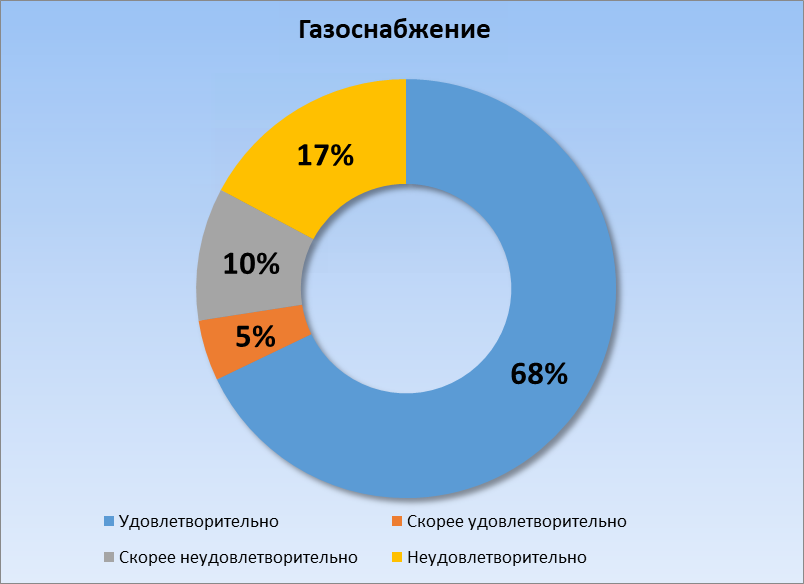 Газоснабжение
17%
10%
5%
68%
Удовлетворительно
Скорее удовлетворительно
Скорее неудовлетворительно
Неудовлетворительно